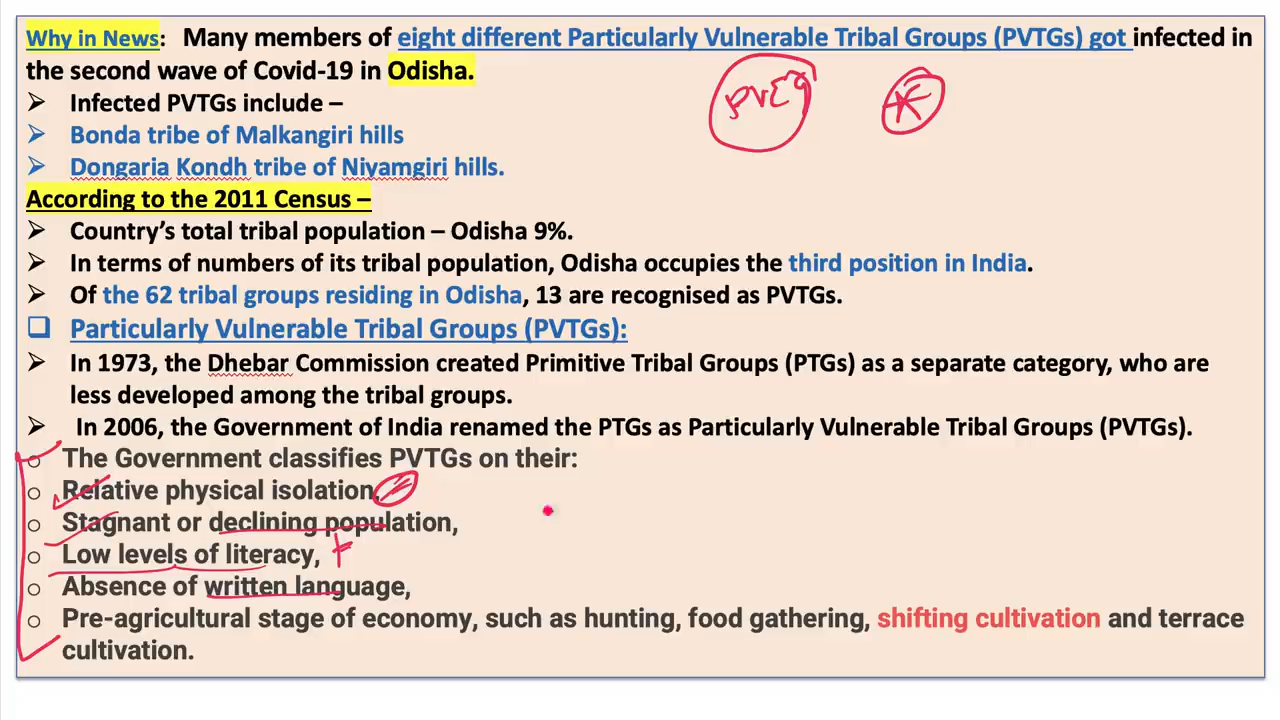 Why in News: Many members of eight different Particularly Vulnerable Tribal Groups (PVTGs) got infected in
the second wave of Covid-19 in Odisha.
➢ Infected PVTGs include –
➢ Bonda tribe of Malkangiri hills
➢ Dongaria Kondh tribe of Niyamgiri hills.
According to the 2011 Census –
➢ Country's total tribal population – Odisha 9%.
➢ In terms of numbers of its tribal population, Odisha occupies the third position in India.
➢ Of the 62 tribal groups residing in Odisha, 13 are recognised as PVTGs.
❑ Particularly Vulnerable Tribal Groups (PVTGs):
➢ In 1973, the Dhebar Commission created Primitive Tribal Groups (PTGs) as a separate category, who are
less developed among the tribal groups.
➢ In 2006, the Government of India renamed the PTGs as Particularly Vulnerable Tribal Groups (PVTGs).
○ The Government classifies PVTGs on their:
○ Relative physical isolation,
○ Stagnant or declining population,
○ Low levels of literacy,
○ Absence of written language,
○ Pre-agricultural stage of economy, such as hunting, food gathering, shifting cultivation and terrace
cultivation.